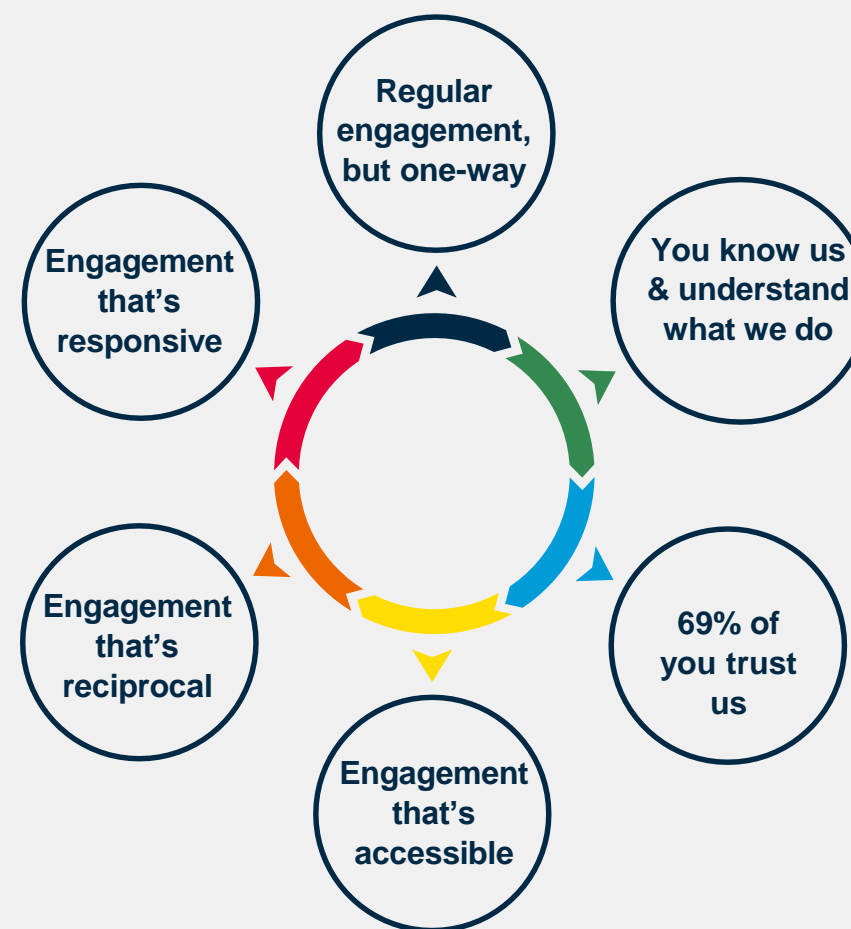 Regular
engagement,
but one-way
You know us
& understand
what we do
69% of
you trust
us
Engagement
that’s
accessible
Engagement
that’s
reciprocal
Engagement
that’s
responsive